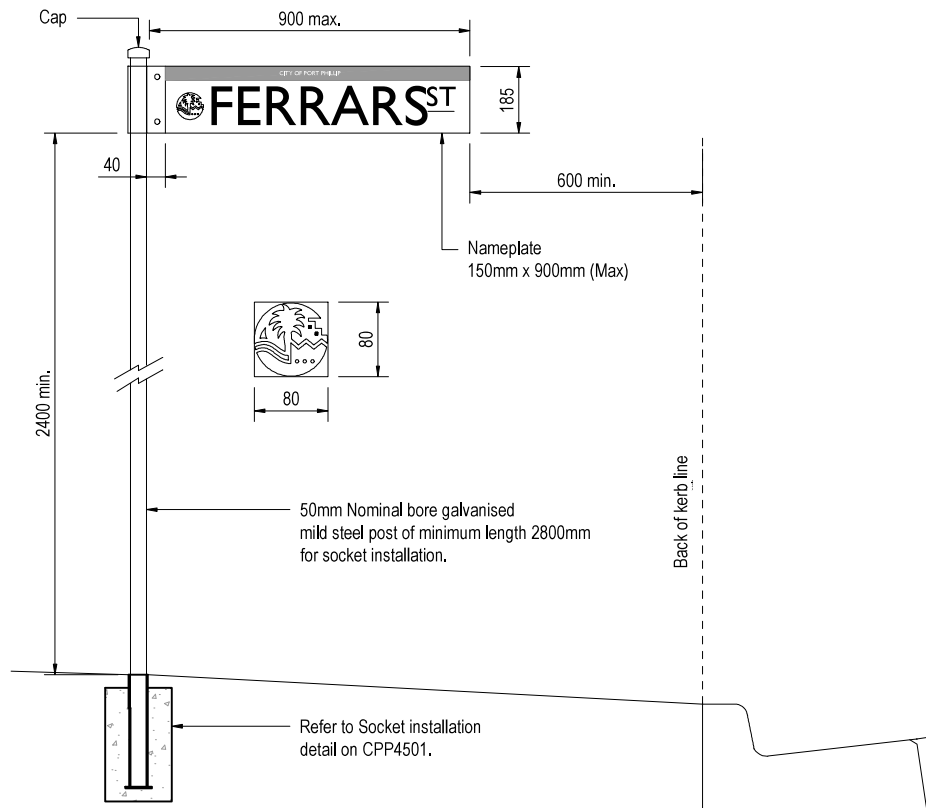 Cap
900 max.
CITY OF PORT PHILLIP
FERRARS ST
185
40
600 min.
Nameplate
150mm x 900mm (Max)
80
80
2400 min.
50mm Nominal bore galvanised
mild steel post of minimum length 2800mm
for socket installation.
Back of kerb line
Refer to Socket installation
detail on CPP4501.